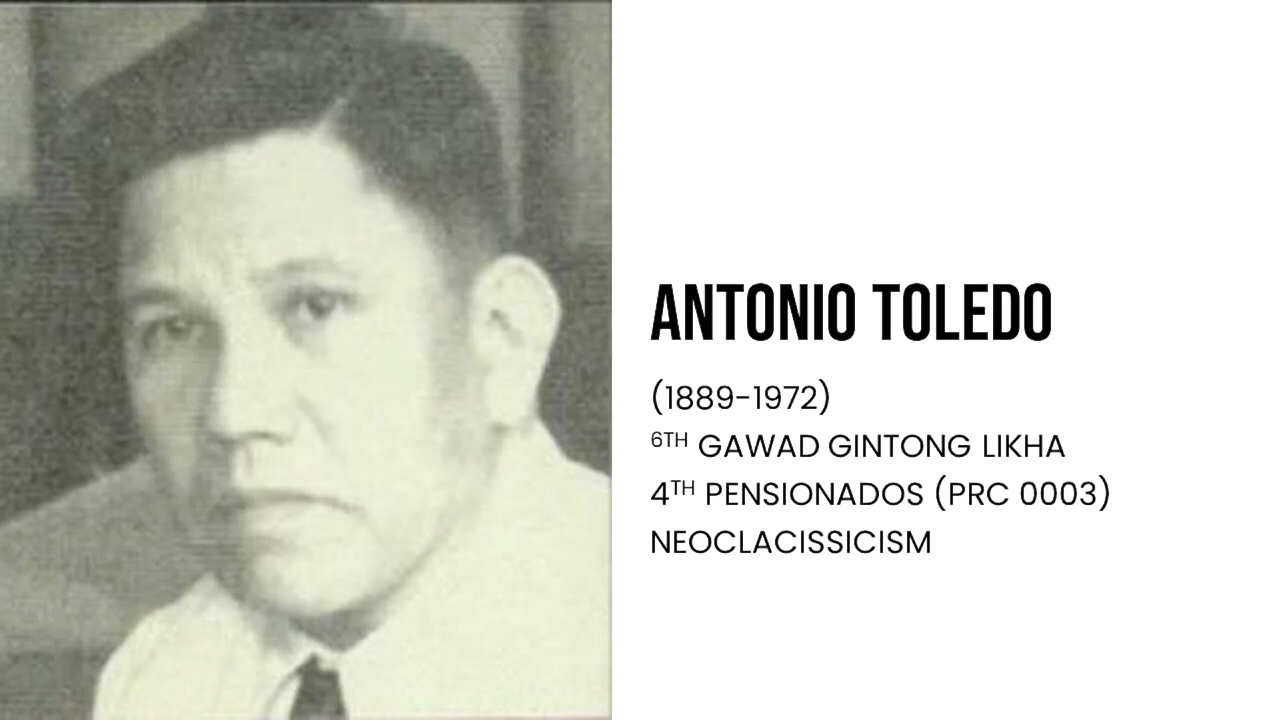 ANTONIO TOLEDO
(1889-1972)
6TH GAWAD GINTONG LIKHA
4TH PENSIONADOS (PRC 0003)
NEOCLACISSICISM